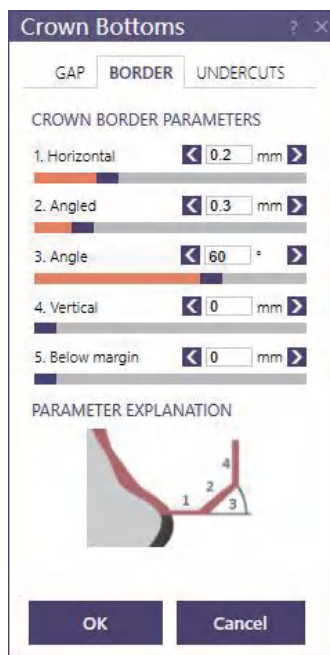 Crown Bottoms ? ×
GAP BORDER UNDERCUTS
CROWN BORDER PARAMETERS
1. Horizontal 0.2 mm
2. Angled 0.3 mm
3. Angle 60 °
4. Vertical 0 mm
5. Below margin 0 mm
PARAMETER EXPLANATION
4
1 2 3
OK Cancel